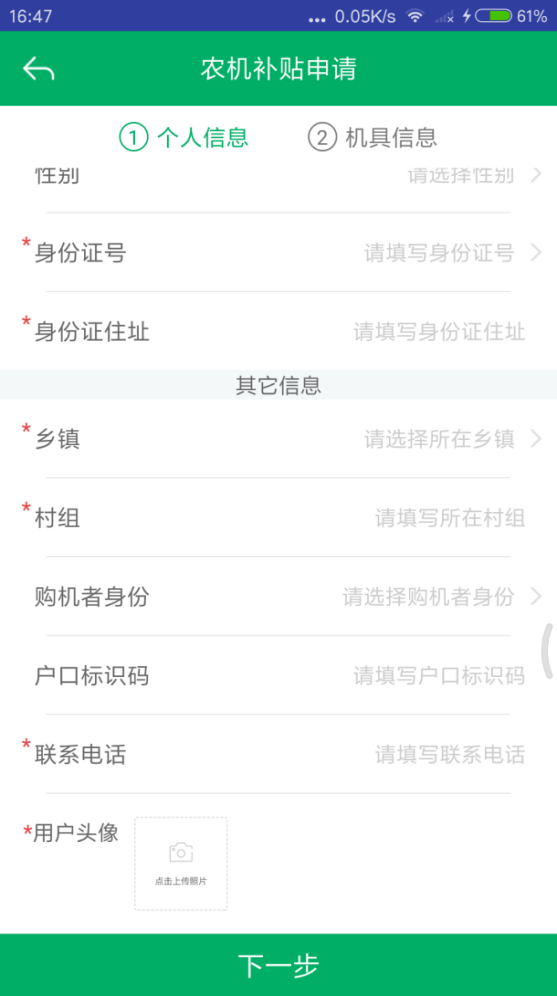 16:47 ... 0.05K/s 61%
农机补贴申请
1 个人信息 2 机具信息
性别 请选择性别
*身份证号 请填写身份证号
*身份证住址 请填写身份证住址
其它信息
*乡镇 请选择所在乡镇
*村组 请填写所在村组
购机者身份 请选择购机者身份
户口标识码 请填写户口标识码
*联系电话 请填写联系电话
*用户头像
点击上传照片
下一步